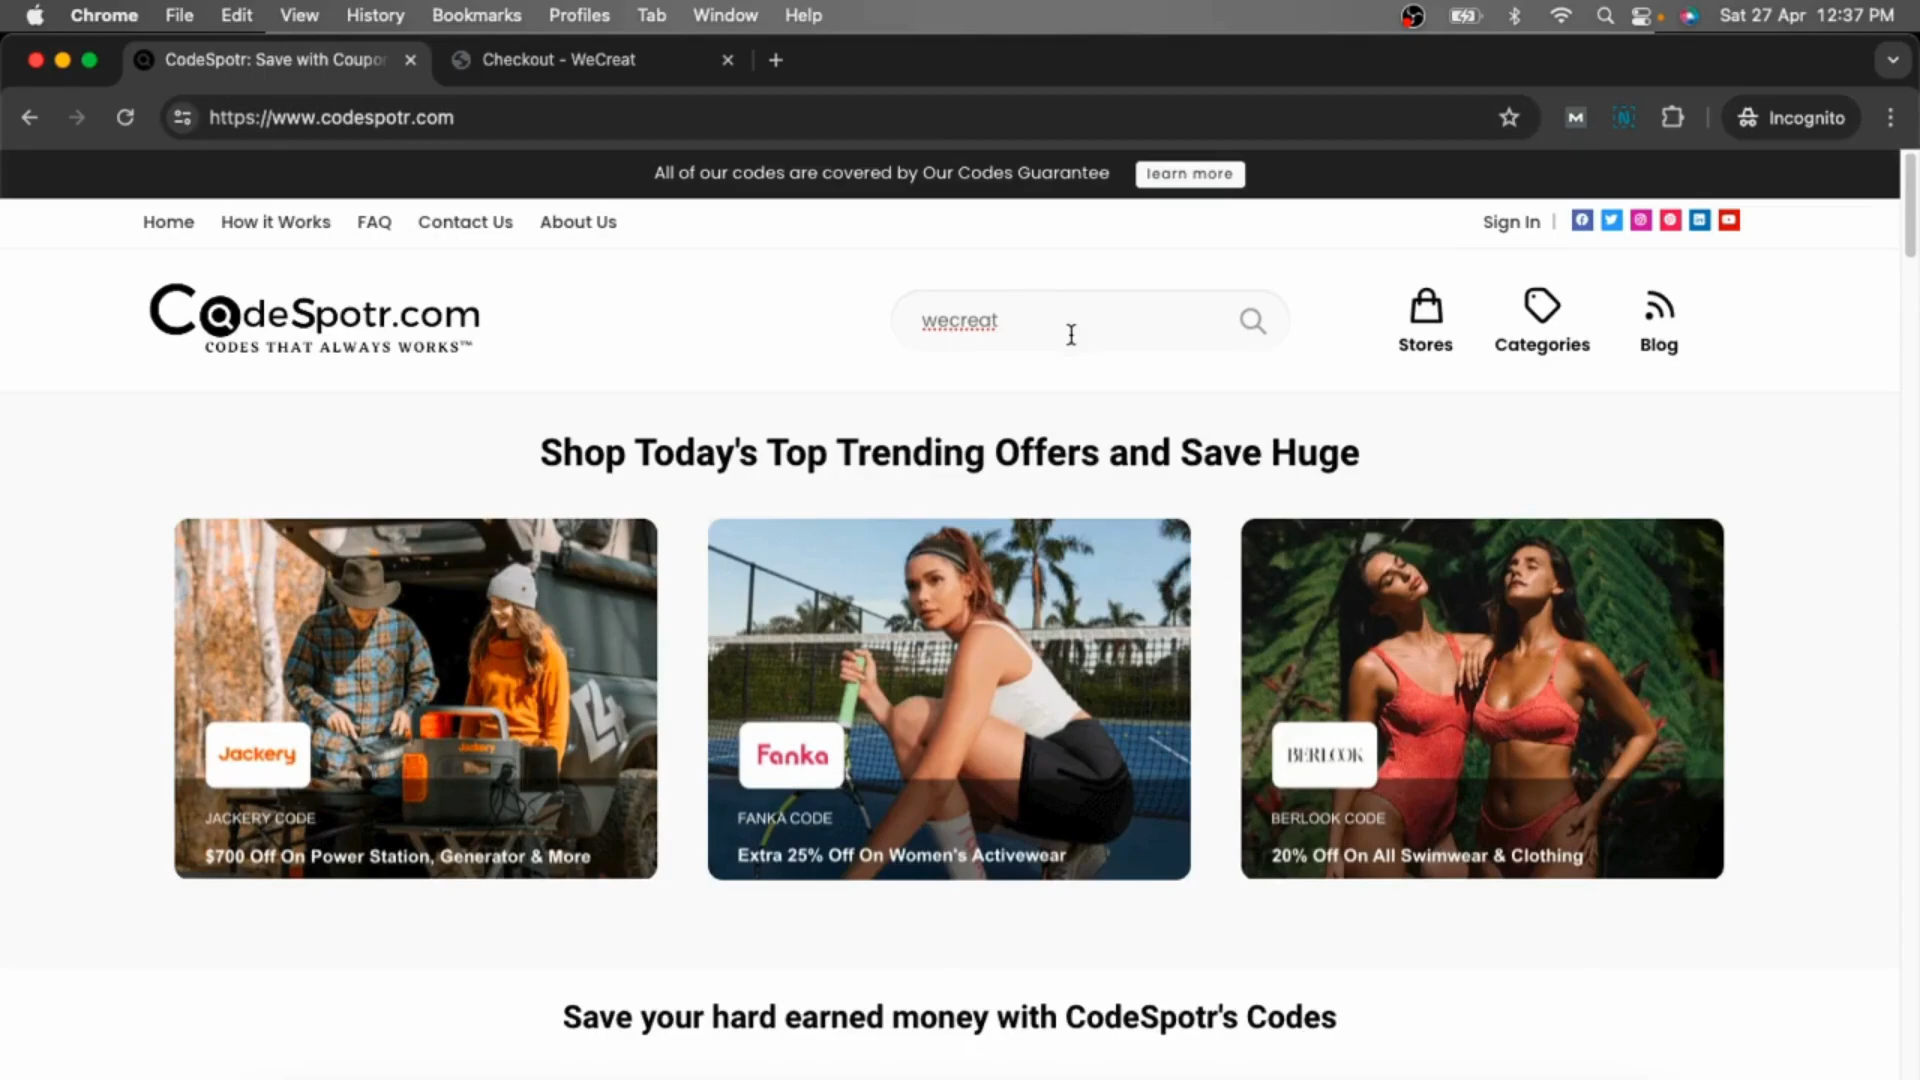 Chrome File Edit View History Bookmarks Profiles Tab Window Help Sat 27 Apr 12:37 PM
CodeSpotr: Save with Coupo Checkout - WeCreat
https://www.codespotr.com Incognito
All of our codes are covered by Our Codes Guarantee learn more
Home How it Works FAQ Contact Us About Us Sign In
CodeSpotr.com
CODES THAT ALWAYS WORKS™
wecreat
Stores Categories Blog
Shop Today's Top Trending Offers and Save Huge
Jackery
JACKERY CODE
$700 Off On Power Station, Generator & More
Fanka
FANKA CODE
Extra 25% Off On Women's Activewear
BERLOOK
BERLOOK CODE
20% Off On All Swimwear & Clothing
Save your hard earned money with CodeSpotr's Codes